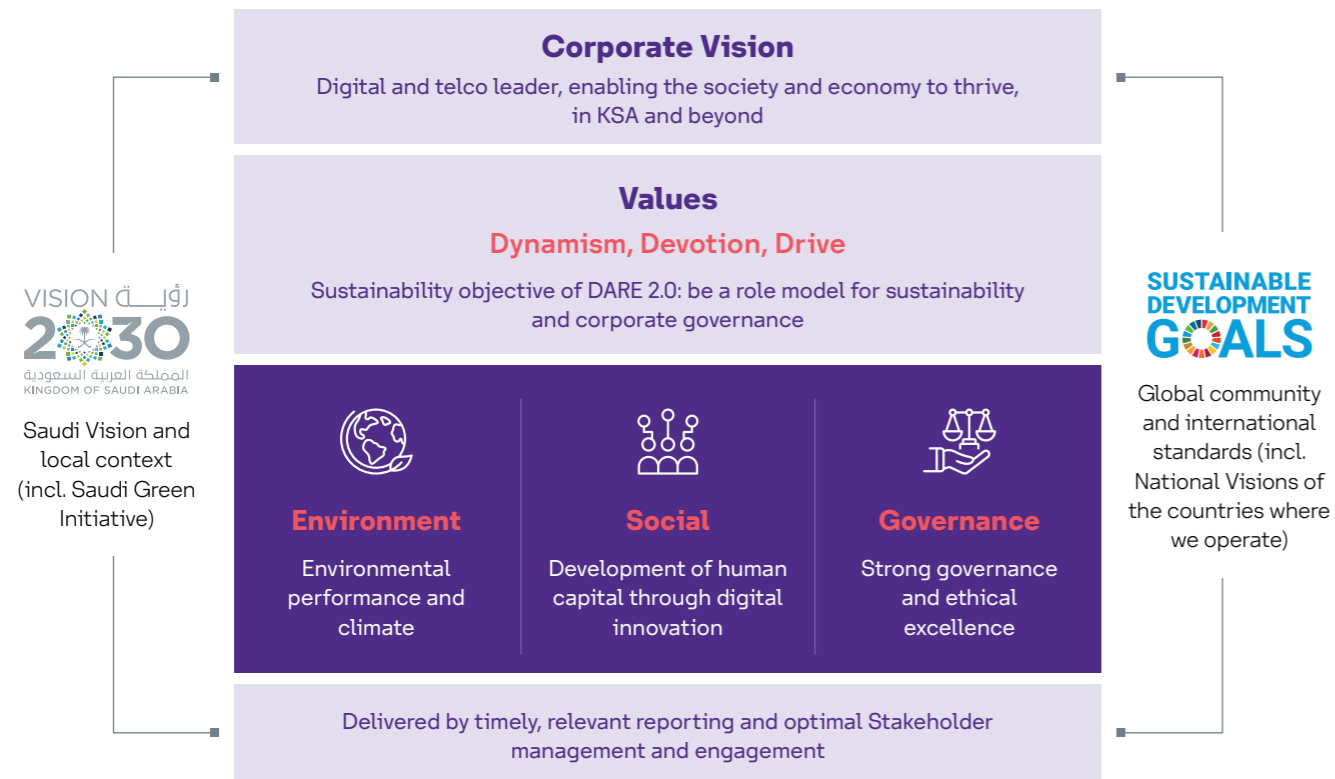 Corporate Vision
Digital and telco leader, enabling the society and economy to thrive,
in KSA and beyond
Values
Dynamism, Devotion, Drive
Sustainability objective of DARE 2.0: be a role model for sustainability
and corporate governance
VISION رؤيــة
2030
المملكة العربية السعودية
KINGDOM OF SAUDI ARABIA
Saudi Vision and
local context
(incl. Saudi Green
Initiative)
Environment
Environmental
performance and
climate
Social
Development of human
capital through digital
innovation
Governance
Strong governance
and ethical
excellence
SUSTAINABLE
DEVELOPMENT
GOALS
Global community
and international
standards (incl.
National Visions of
the countries where
we operate)
Delivered by timely, relevant reporting and optimal Stakeholder
management and engagement